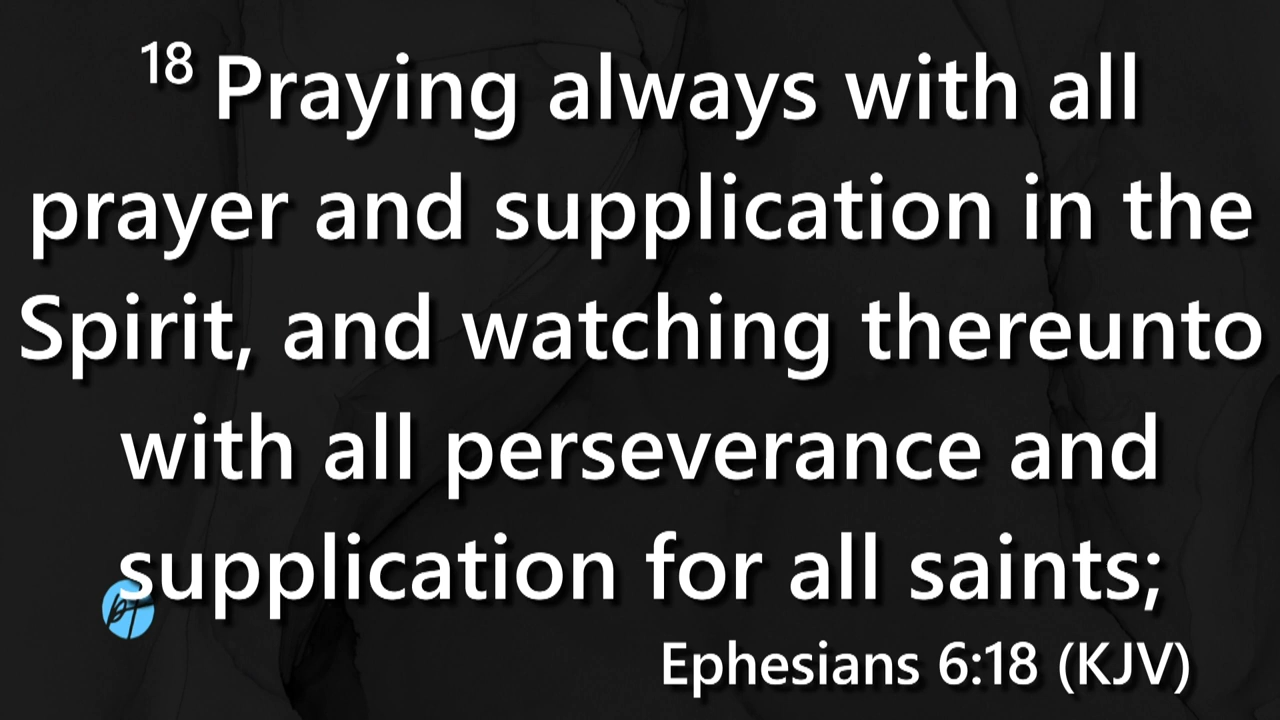 18 Praying always with all
prayer and supplication in the
Spirit, and watching thereunto
with all perseverance and
supplication for all saints;
Ephesians 6:18 (KJV)